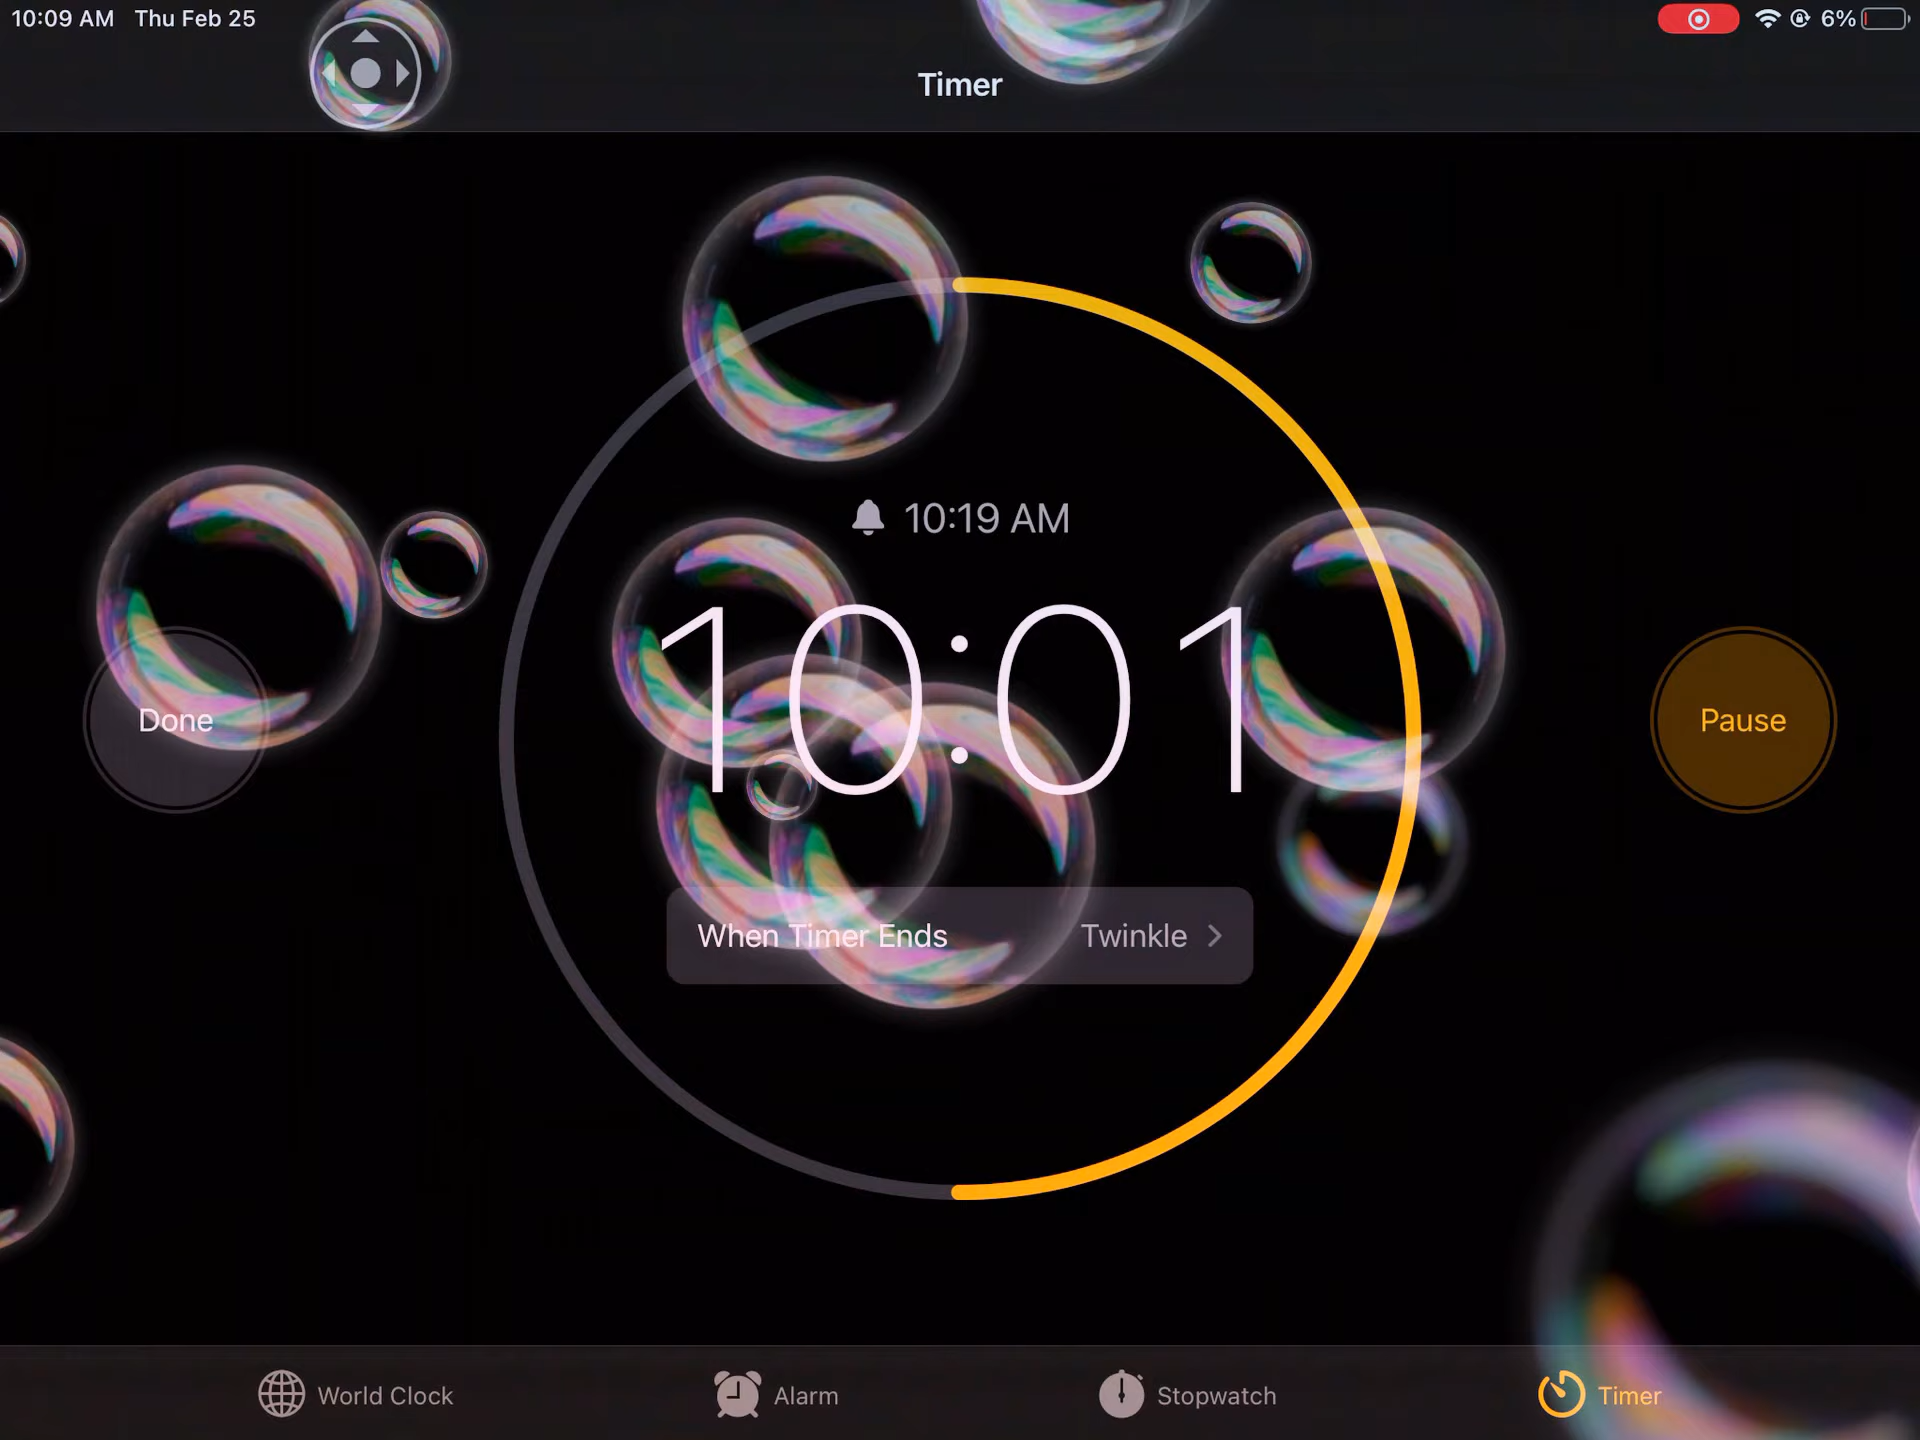 10:09 AM Thu Feb 25
6%
Timer
10:19 AM
10:01
Done
Pause
When Timer Ends Twinkle
World Clock Alarm Stopwatch Timer